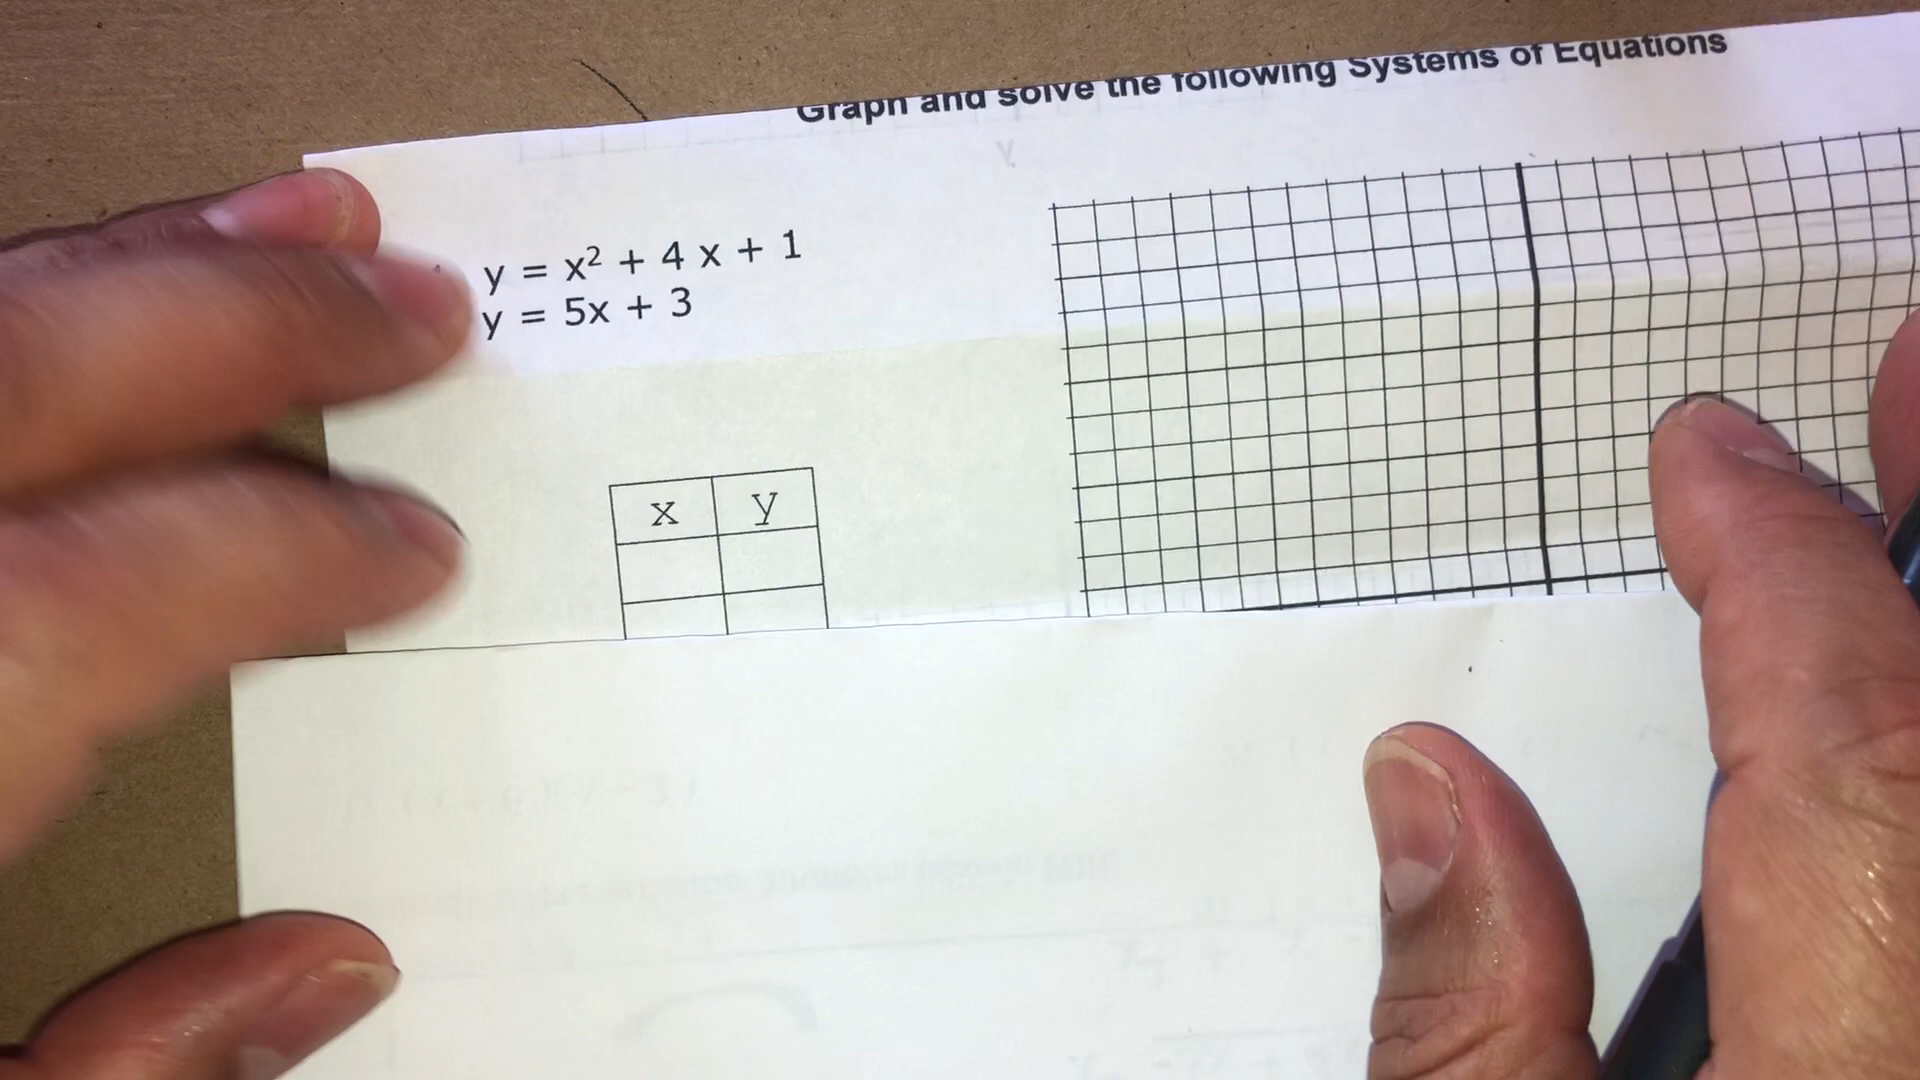 Graph and solve the following Systems of Equations
y = x² + 4 x + 1
y = 5x + 3
x y